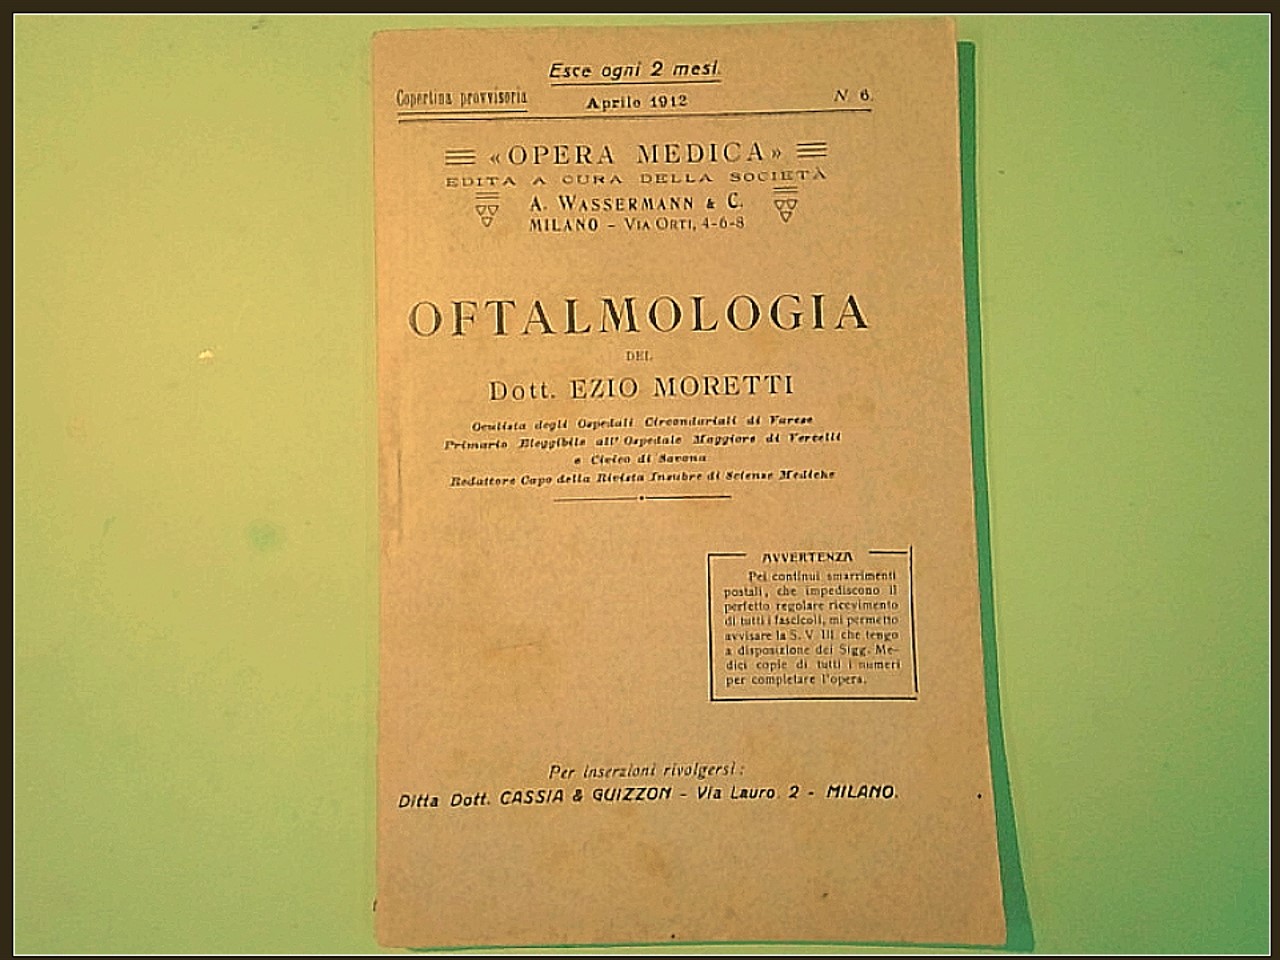 Esce ogni 2 mesi.
Copertina provvisoria
Aprile 1912
N. 6.
« OPERA MEDICA »
EDITA A CURA DELLA SOCIETÀ
A. WASSERMANN & C.
MILANO - VIA ORTI, 4-6-8
OFTALMOLOGIA
DEL
Dott. EZIO MORETTI
Oculista degli Ospedali Circondariali di Varese
Primario Eleggibile all' Ospedale Maggiore di Vercelli
e Civico di Savona
Redattore Capo della Rivista Insubre di Scienze Mediche
AVVERTENZA
Pei continui smarrimenti
postali, che impediscono il
perfetto regolare ricevimento
di tutti i fascicoli, mi permetto
avvisare la S. V Ill. che tengo
a disposizione dei Sigg. Me-
dici copie di tutti i numeri
per completare l'opera.
Per inserzioni rivolgersi :
Ditta Dott. CASSIA & GUIZZON - Via Lauro, 2 - MILANO.